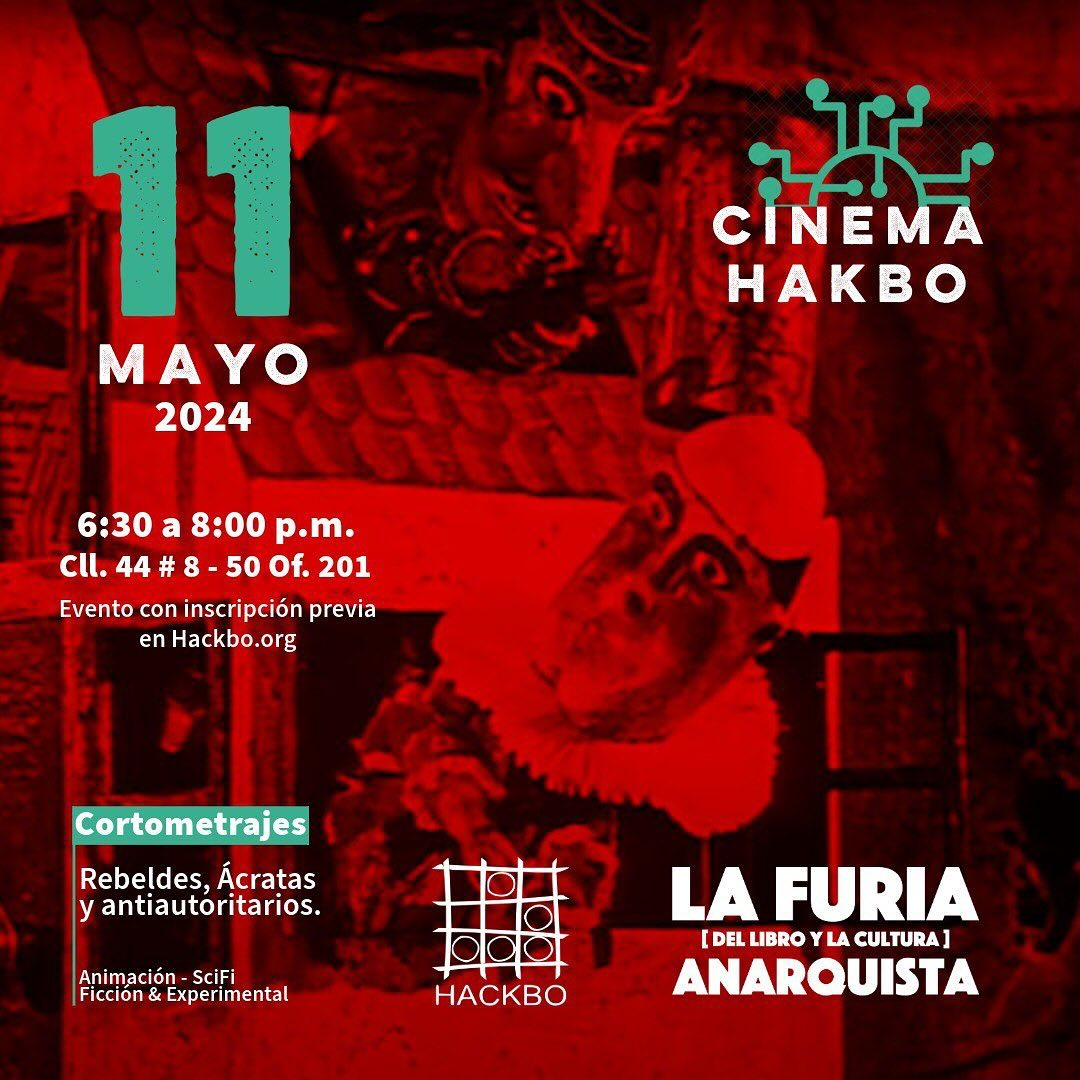 11
MAYO
2024
CINEMA
HAKBO
6:30 a 8:00 p.m.
Cll. 44 # 8 - 50 Of. 201
Evento con inscripción previa
en Hackbo.org
Cortometrajes
Rebeldes, Ácratas
y antiautoritarios.
Animación - SciFi
Ficción & Experimental
HACKBO
LA FURIA
[ DEL LIBRO Y LA CULTURA ]
ANARQUISTA